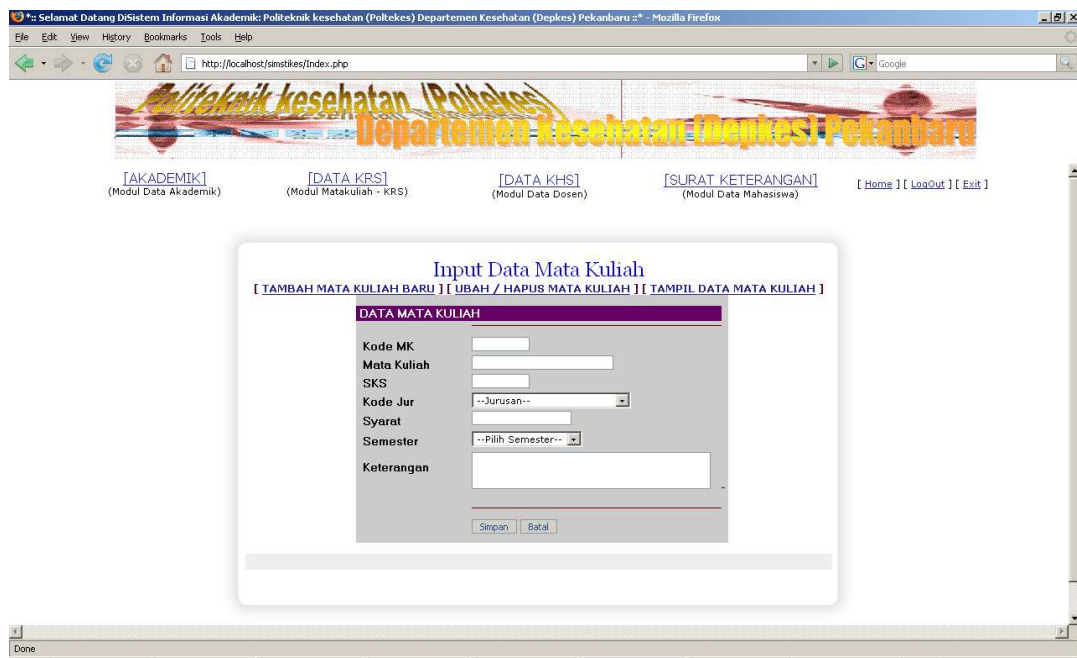 *:: Selamat Datang DiSistem Informasi Akademik: Politeknik kesehatan (Poltekes) Departemen Kesehatan (Depkes) Pekanbaru ::* - Mozilla Firefox
File Edit View History Bookmarks Tools Help
http://localhost/simstikes/Index.php
G Google
Politeknik kesehatan (Poltekes)
Departemen Kesehatan (Depkes) Pekanbaru
[AKADEMIK] [DATA KRS] [DATA KHS] [SURAT KETERANGAN] [ Home ] [ LogOut ] [ Exit ]
(Modul Data Akademik) (Modul Matakuliah - KRS) (Modul Data Dosen) (Modul Data Mahasiswa)
Input Data Mata Kuliah
[ TAMBAH MATA KULIAH BARU ] [ UBAH / HAPUS MATA KULIAH ] [ TAMPIL DATA MATA KULIAH ]
DATA MATA KULIAH
Kode MK
Mata Kuliah
SKS
Kode Jur --Jurusan--
Syarat
Semester --Pilih Semester--
Keterangan
Simpan Batal
Done